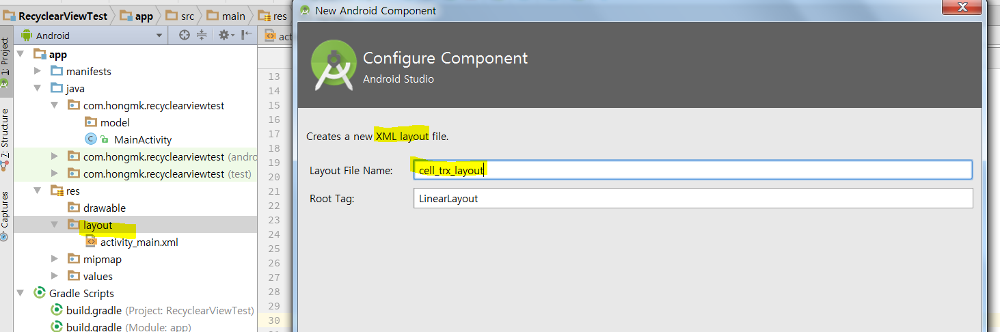 RecyclearViewTest app src main res
Android
act
1: Project
7: Structure
Captures
app
manifests
java
com.hongmk.recyclearviewtest
model
MainActivity
com.hongmk.recyclearviewtest (andro
com.hongmk.recyclearviewtest (test)
res
drawable
layout
activity_main.xml
mipmap
values
Gradle Scripts
build.gradle (Project: RecyclearViewTest)
build.gradle (Module: app)
13
14
15
16
17
18
19
20
21
22
23
24
25
26
27
28
29
30
New Android Component
Configure Component
Android Studio
Creates a new XML layout file.
Layout File Name: cell_trx_layout
Root Tag: LinearLayout